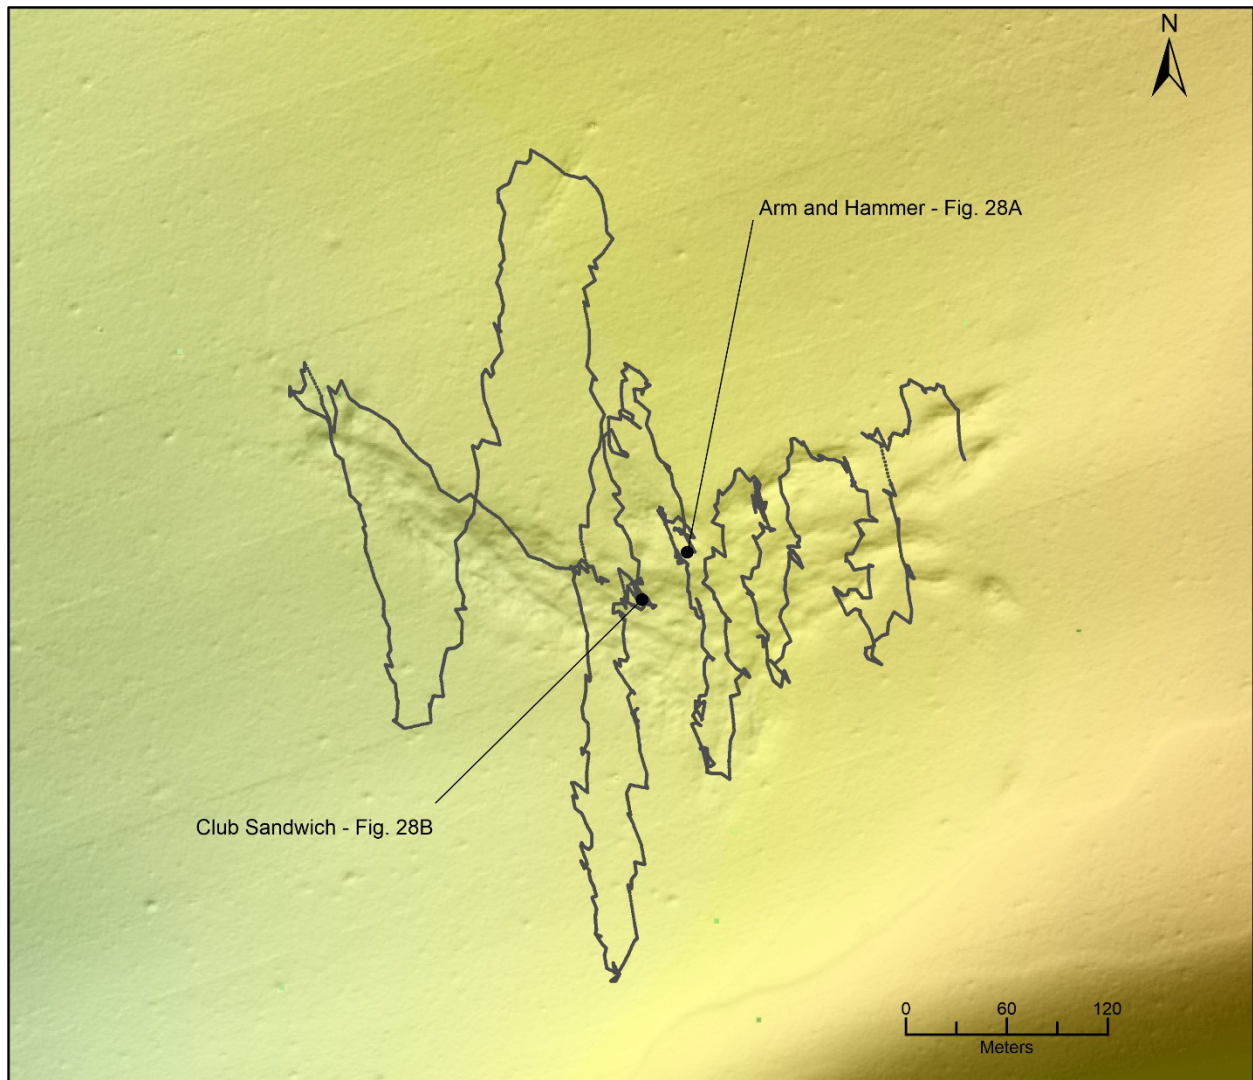 N
Arm and Hammer - Fig. 28A
Club Sandwich - Fig. 28B
0 60 120
Meters